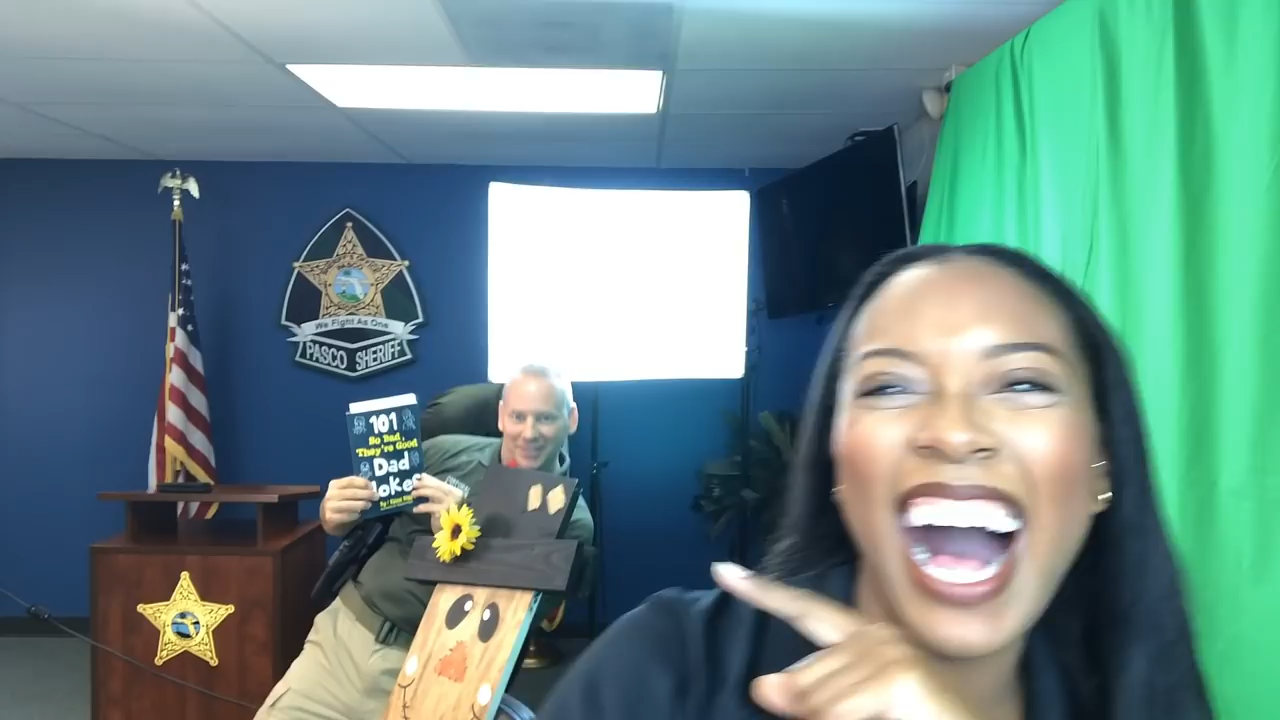 We Fight As One
PASCO SHERIFF
101
So Bad,
They're Good
Dad
Jokes